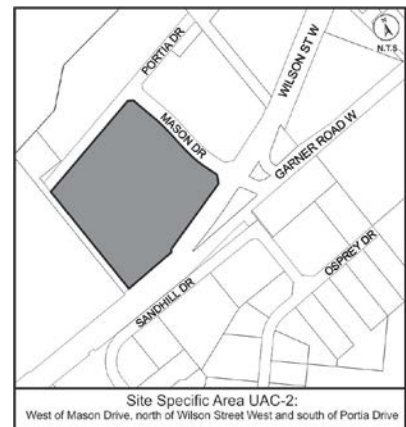 N.T.S
PORTIA DR
WILSON ST W
MASON DR
GARNER ROAD W
OSPREY DR
SANDHILL DR
Site Specific Area UAC-2:
West of Mason Drive, north of Wilson Street West and south of Portia Drive